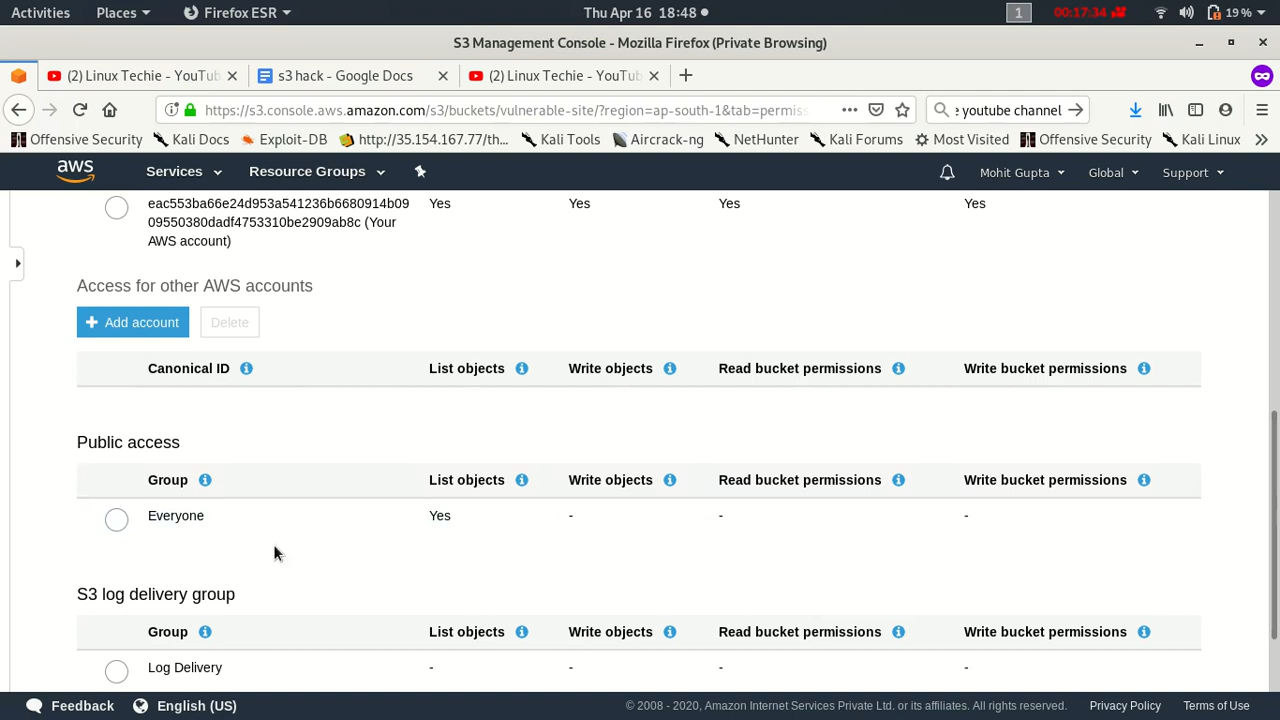 Activities Places Firefox ESR Thu Apr 16 18:48 1 00:17:34 19 %
S3 Management Console - Mozilla Firefox (Private Browsing)
(2) Linux Techie - YouTub s3 hack - Google Docs (2) Linux Techie - YouTub
https://s3.console.aws.amazon.com/s3/buckets/vulnerable-site/?region=ap-south-1&tab=permiss e youtube channel
Offensive Security Kali Docs Exploit-DB http://35.154.167.77/th... Kali Tools Aircrack-ng NetHunter Kali Forums Most Visited Offensive Security Kali Linux
aws Services Resource Groups Mohit Gupta Global Support
eac553ba66e24d953a541236b6680914b09 Yes Yes Yes Yes
09550380dadf4753310be2909ab8c (Your
AWS account)
Access for other AWS accounts
Add account Delete
Canonical ID List objects Write objects Read bucket permissions Write bucket permissions
Public access
Group List objects Write objects Read bucket permissions Write bucket permissions
Everyone Yes - - -
S3 log delivery group
Group List objects Write objects Read bucket permissions Write bucket permissions
Log Delivery - - - -
Feedback English (US) © 2008 - 2020, Amazon Internet Services Private Ltd. or its affiliates. All rights reserved. Privacy Policy Terms of Use